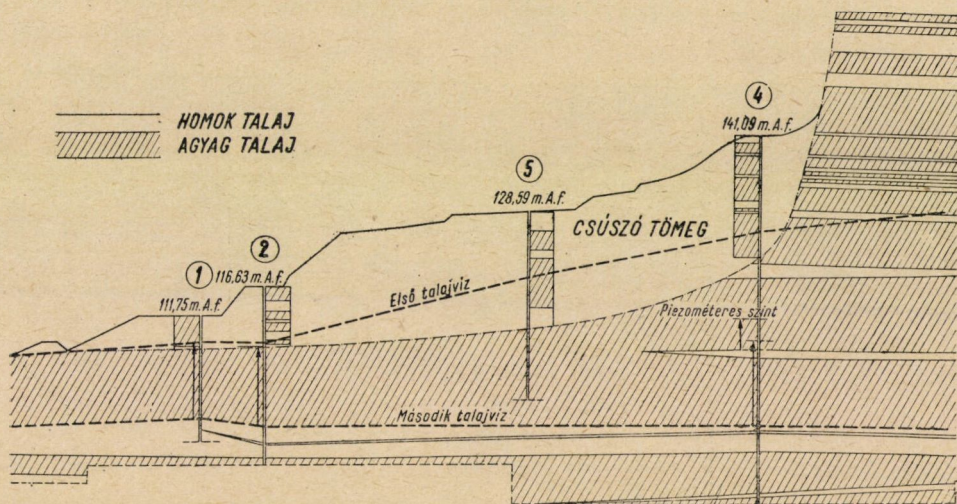 HOMOK TALAJ
AGYAG TALAJ
4
141,09 m. A.f.
5
128,59 m. A.f.
CSÚSZÓ TÖMEG
2
1
116,63 m. A.f.
111,75 m. A.f.
Első talajvíz
Piezométeres szint
Második talajvíz